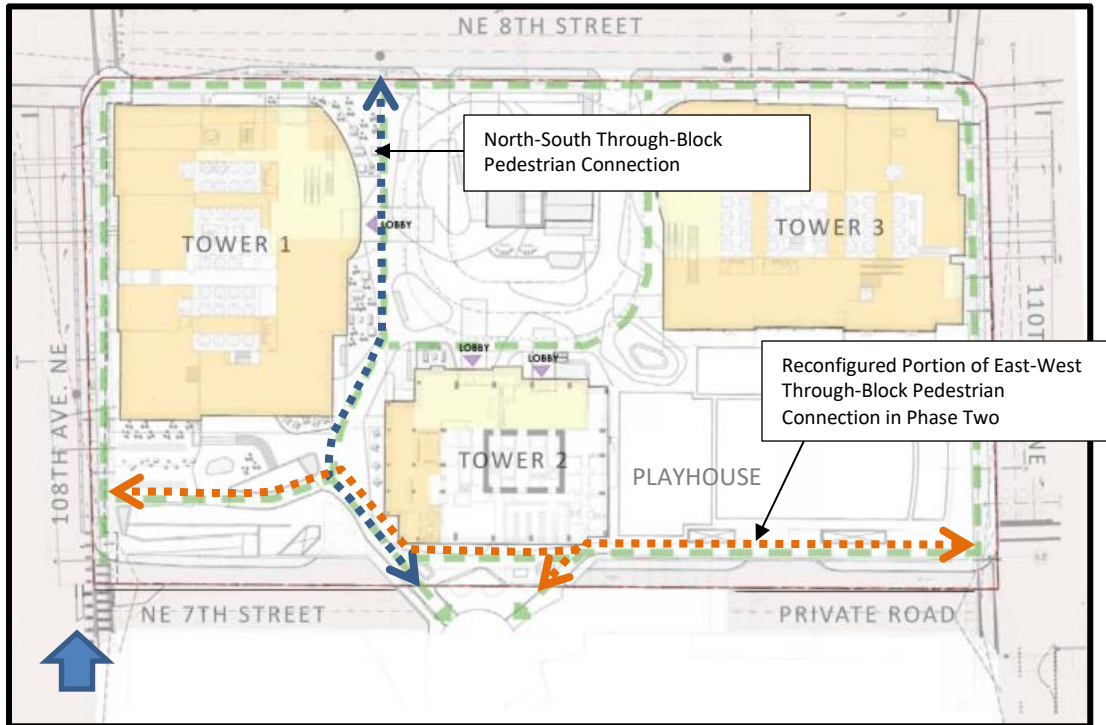 NE 8TH STREET
North-South Through-Block
Pedestrian Connection
TOWER 1
LOBBY
TOWER 3
108TH AVE. NE
LOBBY
LOBBY
Reconfigured Portion of East-West
Through-Block Pedestrian
Connection in Phase Two
110T
NE
TOWER 2
PLAYHOUSE
NE 7TH STREET
PRIVATE ROAD